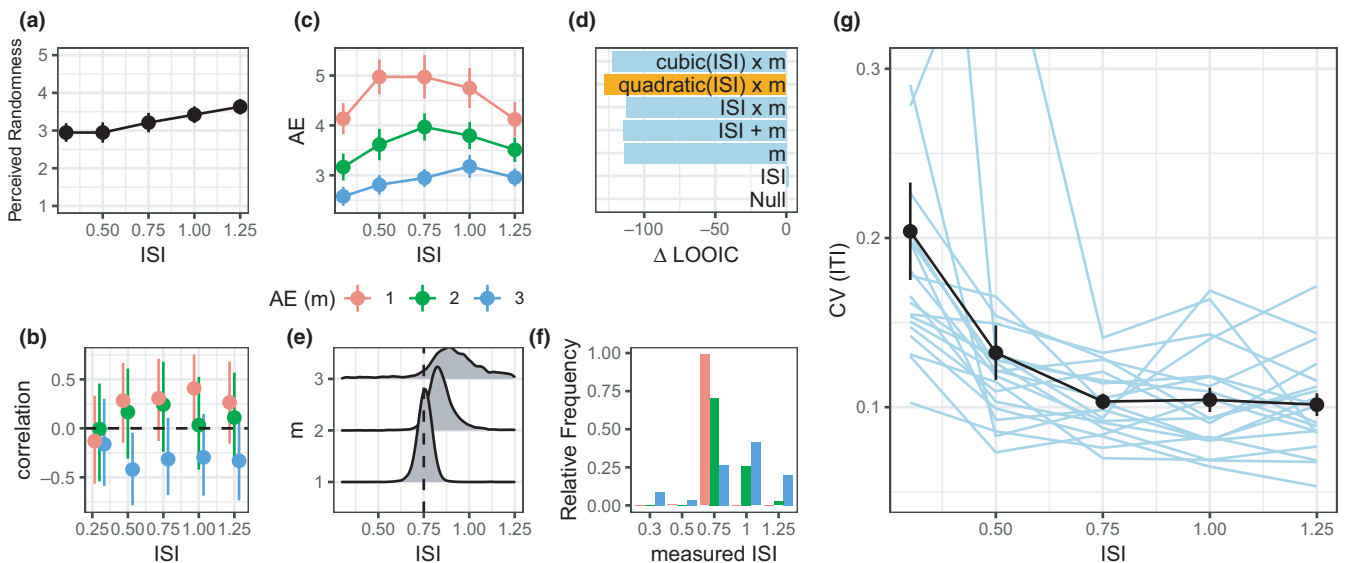 (a)
Perceived Randomness
5
4
3
2
1
0.50 0.75 1.00 1.25
ISI
(c)
AE
5
4
3
0.50 0.75 1.00 1.25
ISI
(d)
cubic(ISI) x m
quadratic(ISI) x m
ISI x m
ISI + m
m
ISI
Null
−100 −50 0
Δ LOOIC
AE (m) 1 2 3
(b)
correlation
0.5
0.0
−0.5
0.25 0.50 0.75 1.00 1.25
ISI
(e)
m
3
2
1
0.50 0.75 1.00 1.25
ISI
(f)
Relative Frequency
1.00
0.75
0.50
0.25
0.00
0.3 0.5 0.75 1 1.25
measured ISI
(g)
CV (ITI)
0.3
0.2
0.1
0.50 0.75 1.00 1.25
ISI